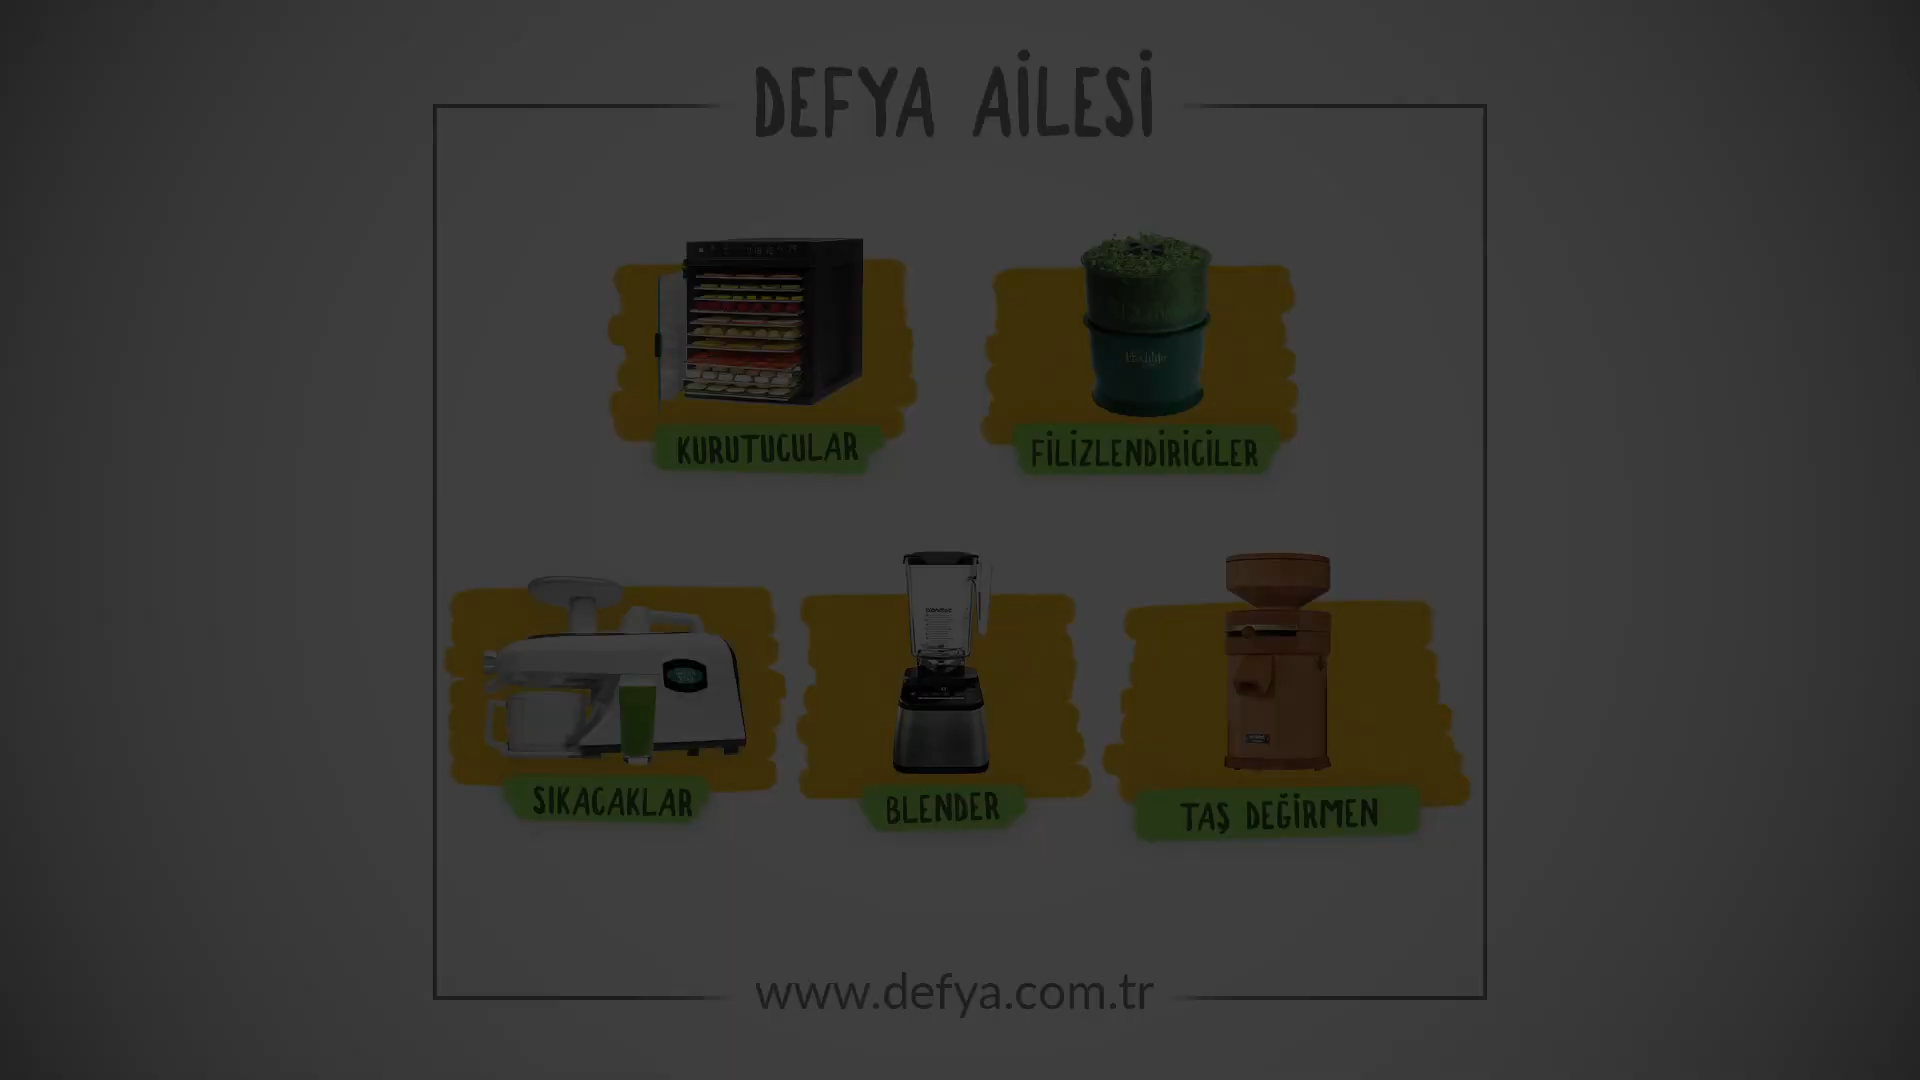 DEFYA AİLESİ
KURUTUCULAR
FİLİZLENDİRİCİLER
SIKACAKLAR
BLENDER
TAŞ DEĞİRMEN
www.defya.com.tr